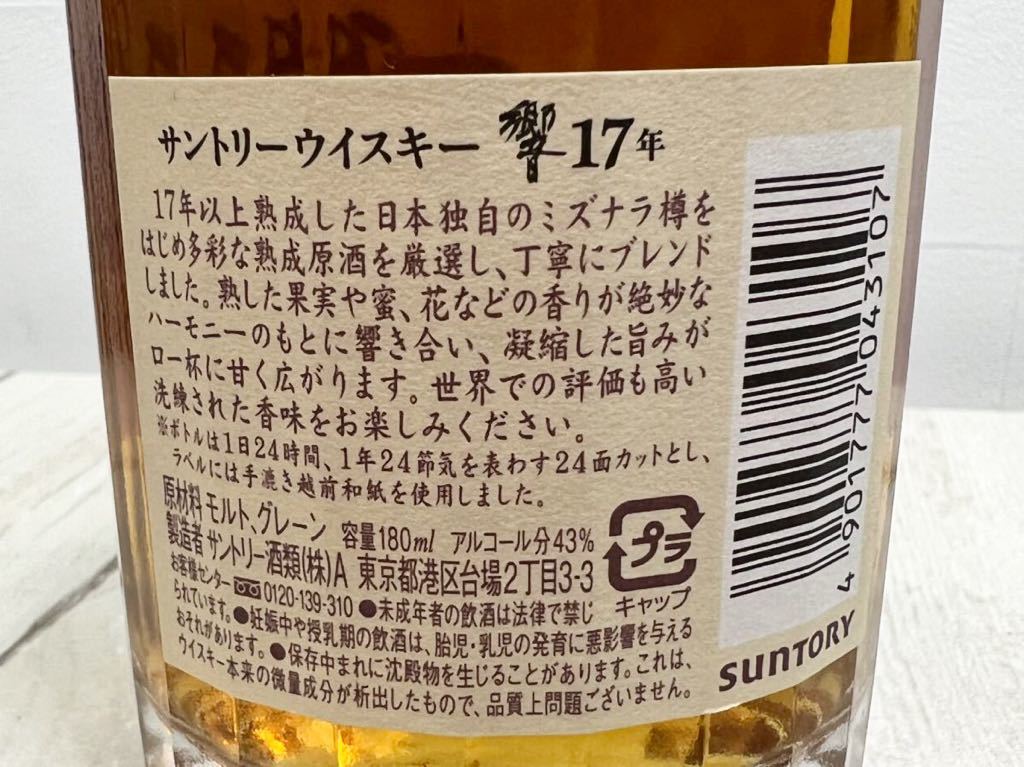 サントリーウイスキー 響 17年
17年以上熟成した日本独自のミズナラ樽を
はじめ多彩な熟成原酒を厳選し、丁寧にブレンド
しました。熟した果実や蜜、花などの香りが絶妙な
ハーモニーのもとに響き合い、凝縮した旨みが
口一杯に甘く広がります。世界での評価も高い
洗練された香味をお楽しみください。
※ボトルは1日24時間、1年24節気を表わす24面カットとし、
ラベルには手漉き越前和紙を使用しました。
原材料 モルト、グレーン 容量180ml アルコール分43%
製造者 サントリー酒類(株)A 東京都港区台場2丁目3-3
お客様センター 0120-139-310 ●未成年者の飲酒は法律で禁じ
られています。●妊娠中や授乳期の飲酒は、胎児・乳児の発育に悪影響を与える
おそれがあります。●保存中まれに沈殿物を生じることがあります。これは、
ウイスキー本来の微量成分が析出したもので、品質上問題ございません。
プラ
キャップ
4 901777 043107
SUNTORY